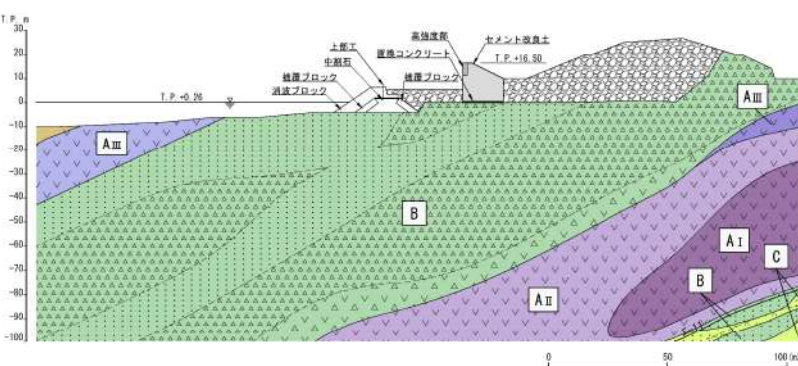 T.P. m
高強度部
セメント改良土
上部工
置換コンクリート
中割石
T.P.+16.50
被覆ブロック
被覆ブロック
消波ブロック
T.P.+0.26
30
20
10
0
-10
-20
-30
-40
-50
-60
-70
-80
-90
-100
AⅢ
AⅢ
B
AⅠ
C
B
AⅡ
0 50 100(m)